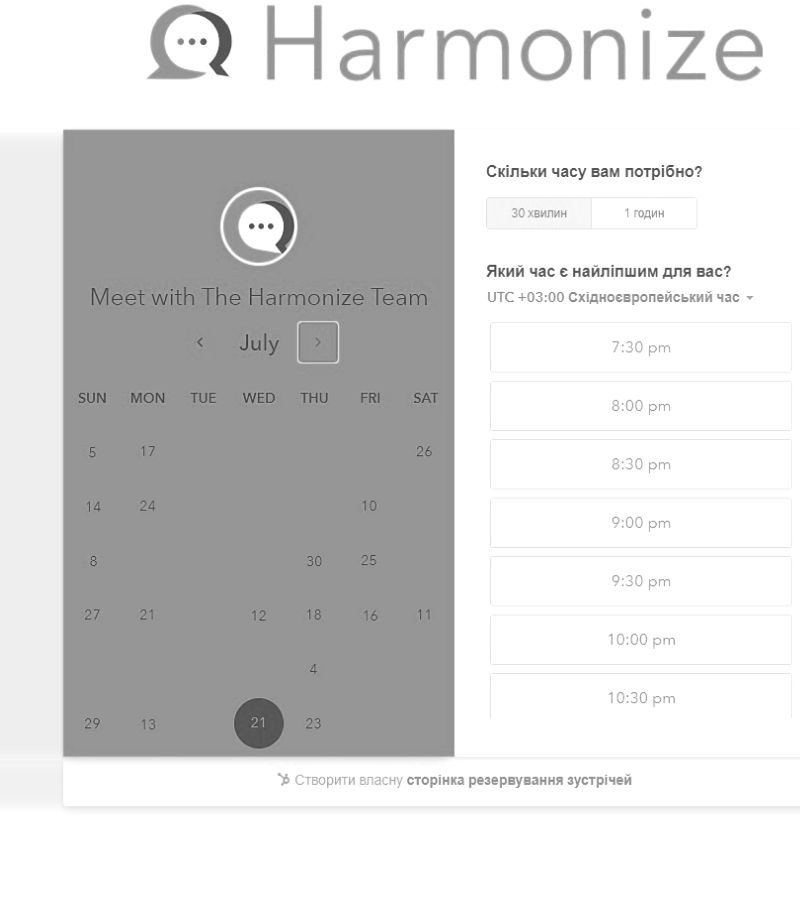 Harmonize
Meet with The Harmonize Team
July
SUN MON TUE WED THU FRI SAT
5 17 26
14 24 10
8 30 25
27 21 12 18 16 11
4
29 13 21 23
Скільки часу вам потрібно?
30 хвилин 1 годин
Який час є найліпшим для вас?
UTC +03:00 Східноєвропейський час
7:30 pm
8:00 pm
8:30 pm
9:00 pm
9:30 pm
10:00 pm
10:30 pm
Створити власну сторінка резервування зустрічей